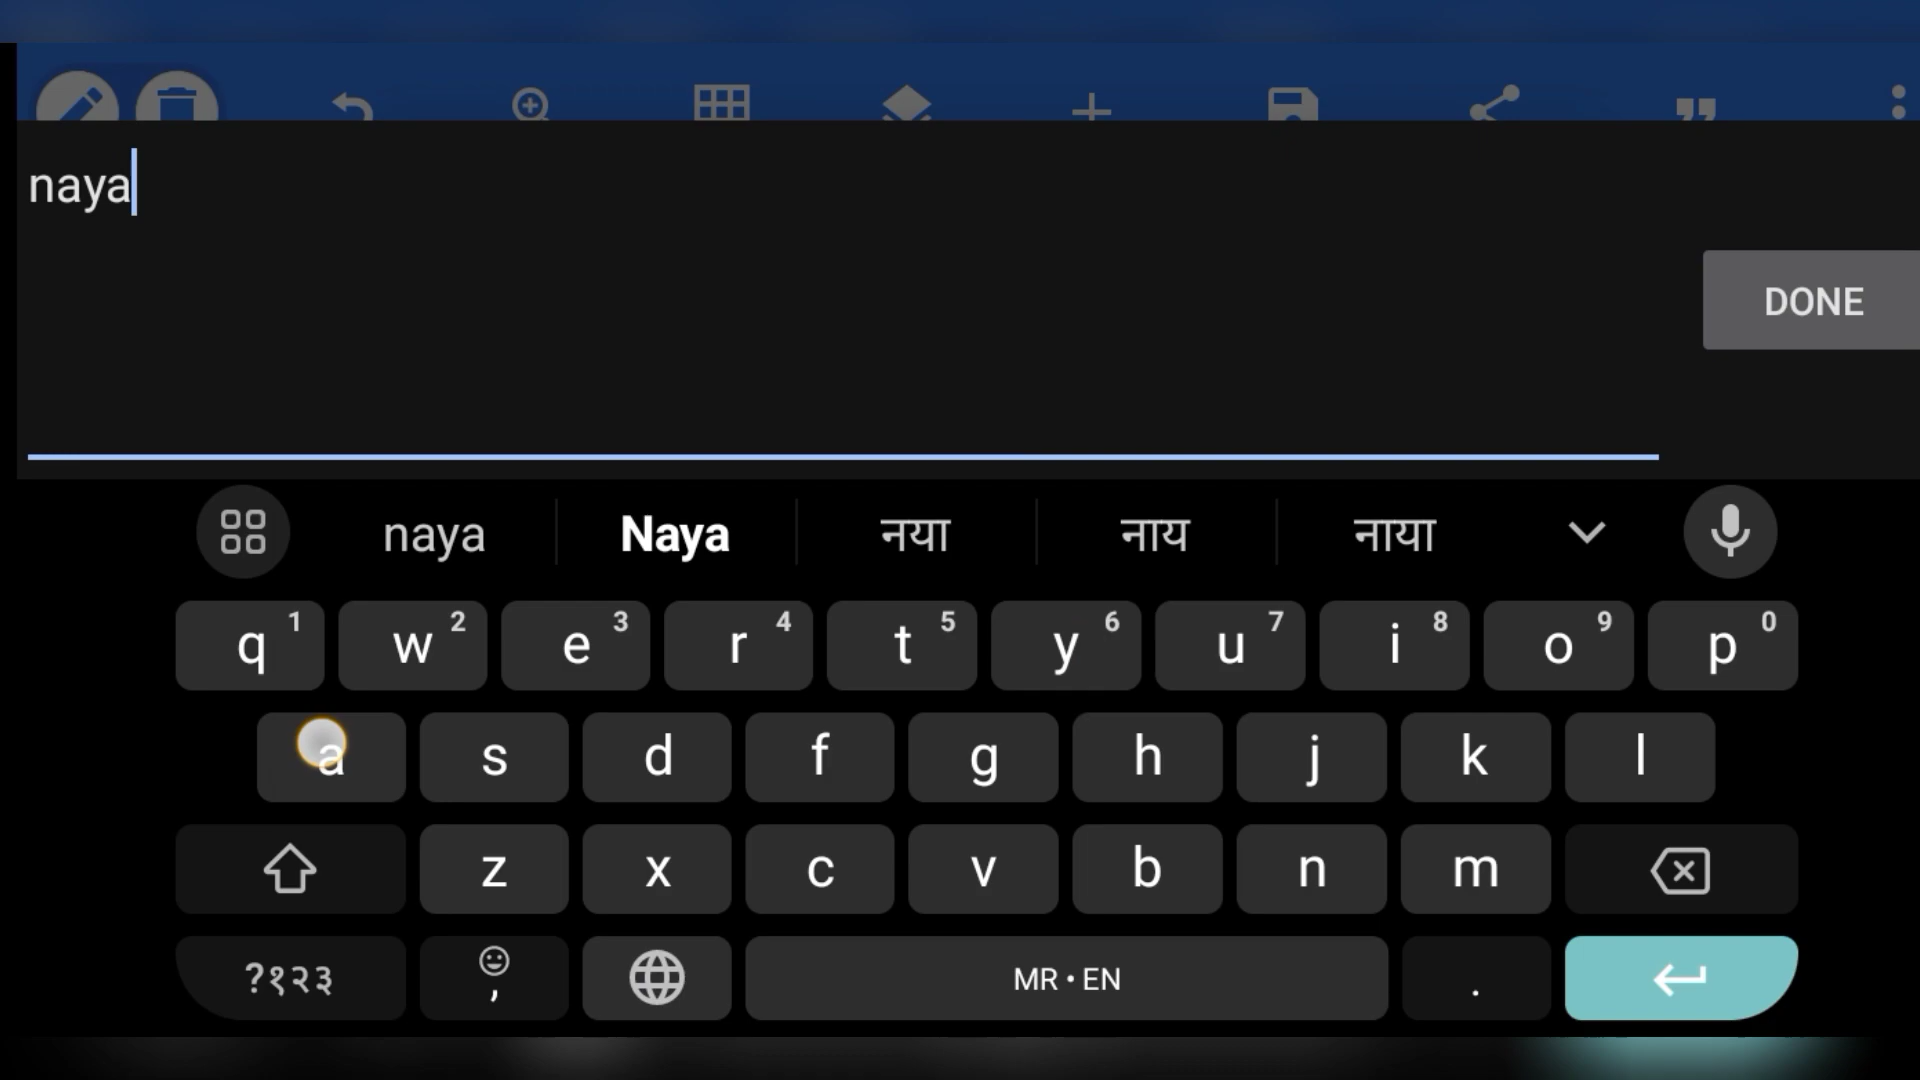 naya
DONE
naya Naya नया नाय नाया
q 1 w 2 e 3 r 4 t 5 y 6 u 7 i 8 o 9 p 0
a s d f g h j k l
z x c v b n m
?१२३ , MR • EN .